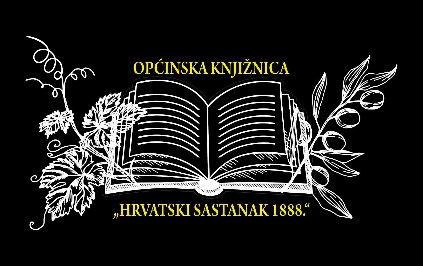 OPĆINSKA KNJIŽNICA
„HRVATSKI SASTANAK 1888.“